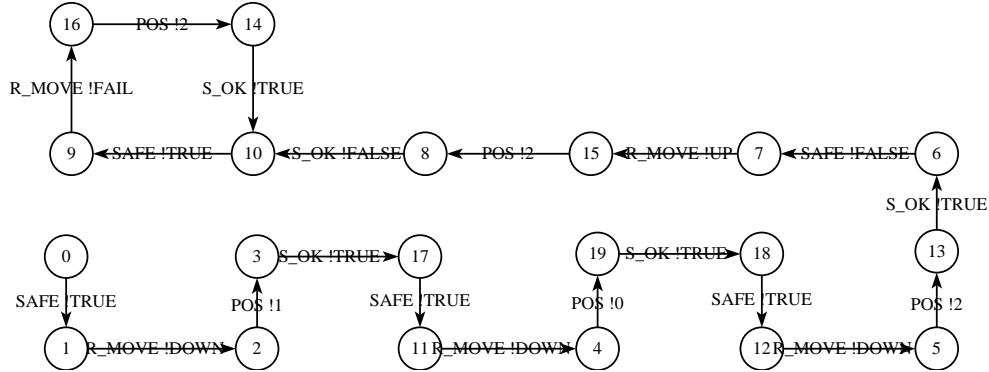 16
POS !2
14
R_MOVE !FAIL
S_OK !TRUE
9
SAFE !TRUE
10
S_OK !FALSE
8
POS !2
15
R_MOVE !UP
7
SAFE !FALSE
6
S_OK !TRUE
0
3
S_OK !TRUE
17
19
S_OK !TRUE
18
13
SAFE !TRUE
POS !1
SAFE !TRUE
POS !0
SAFE !TRUE
POS !2
1
R_MOVE !DOWN
2
11
R_MOVE !DOWN
4
12
R_MOVE !DOWN
5